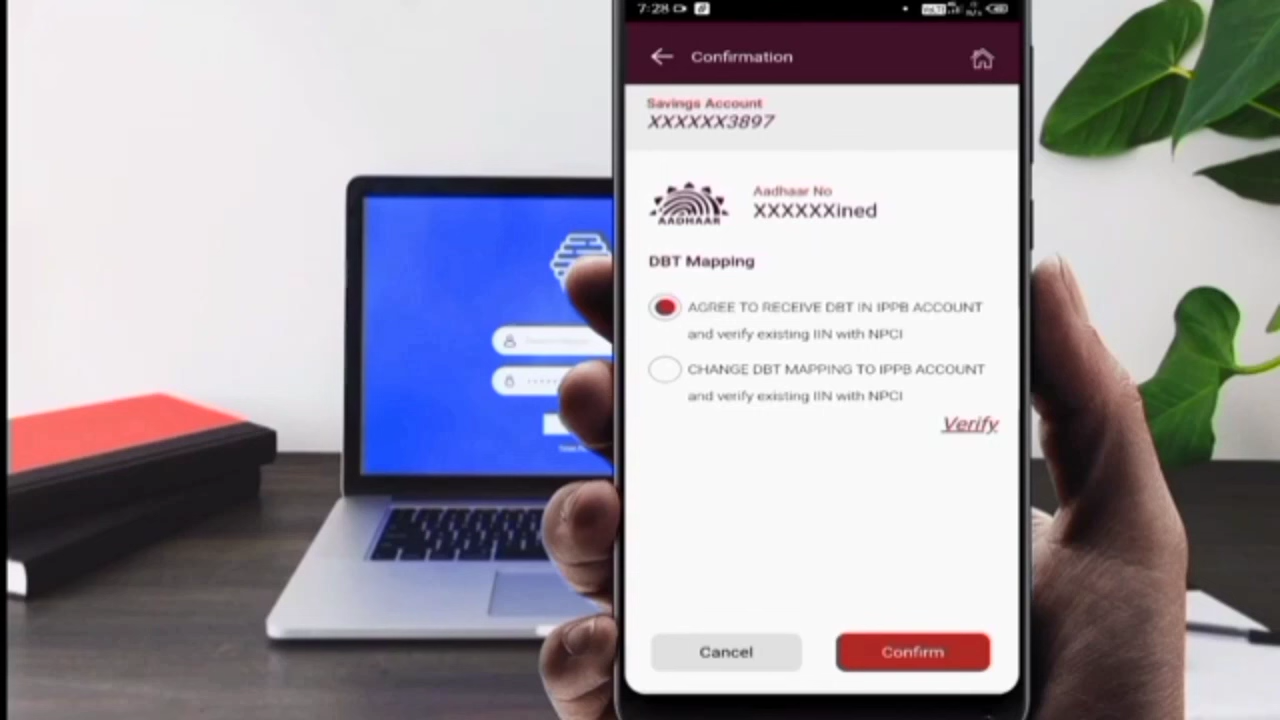 7:28
Confirmation
Savings Account
XXXXXX3897
AADHAAR
Aadhaar No
XXXXXXined
DBT Mapping
AGREE TO RECEIVE DBT IN IPPB ACCOUNT
and verify existing IIN with NPCI
CHANGE DBT MAPPING TO IPPB ACCOUNT
and verify existing IIN with NPCI
Verify
Cancel
Confirm